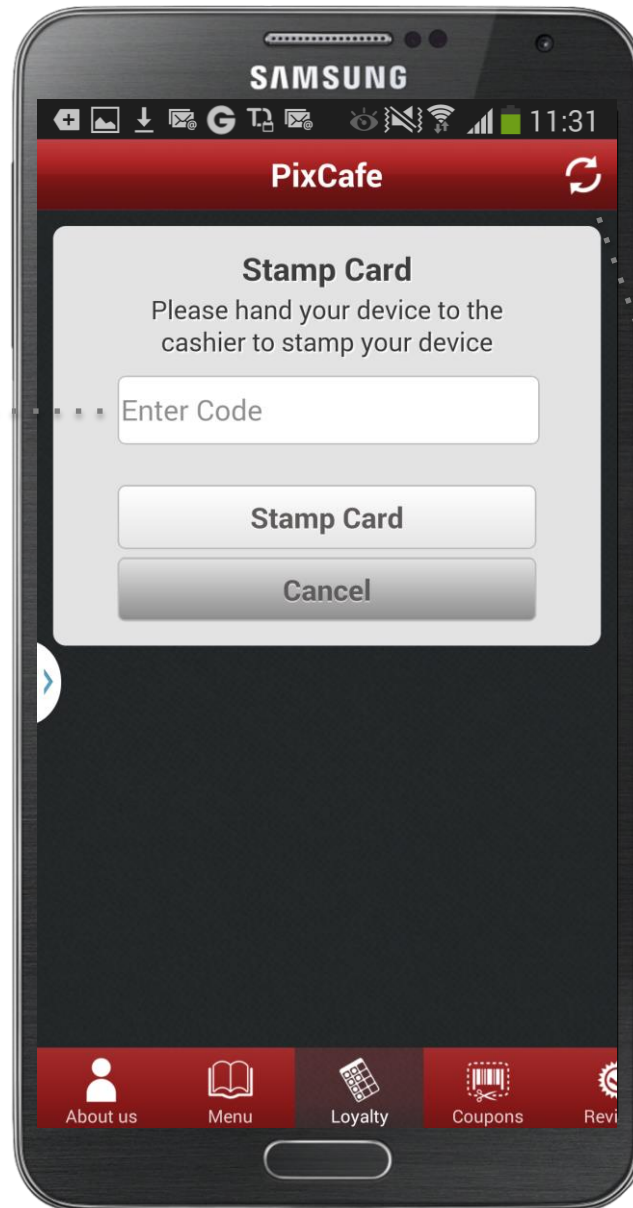 SAMSUNG
11:31
PixCafe
Stamp Card
Please hand your device to the
cashier to stamp your device
Enter Code
Stamp Card
Cancel
About us
Menu
Loyalty
Coupons
Revi